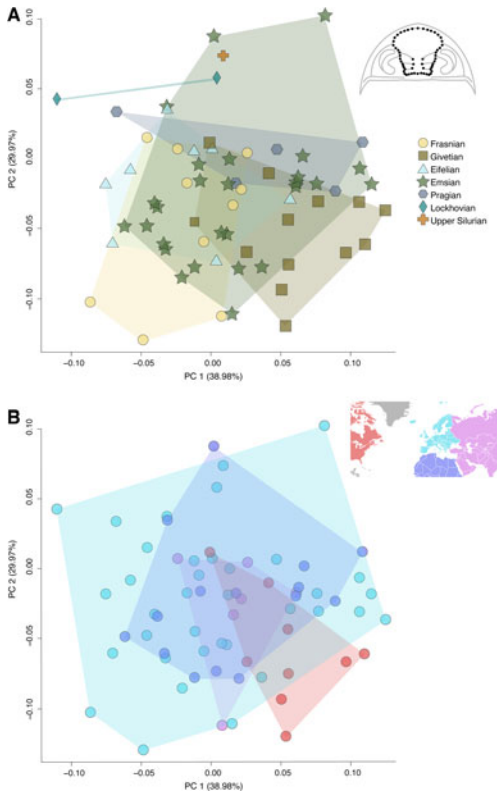 A
0.10
0.05
0.00
−0.05
−0.10
PC 2 (29.97%)
−0.10
−0.05
0.00
0.05
0.10
PC 1 (38.98%)
Frasnian
Givetian
Eifelian
Emsian
Pragian
Lockhovian
Upper Silurian
B
0.10
0.05
0.00
−0.05
−0.10
PC 2 (29.97%)
−0.10
−0.05
0.00
0.05
0.10
PC 1 (38.98%)